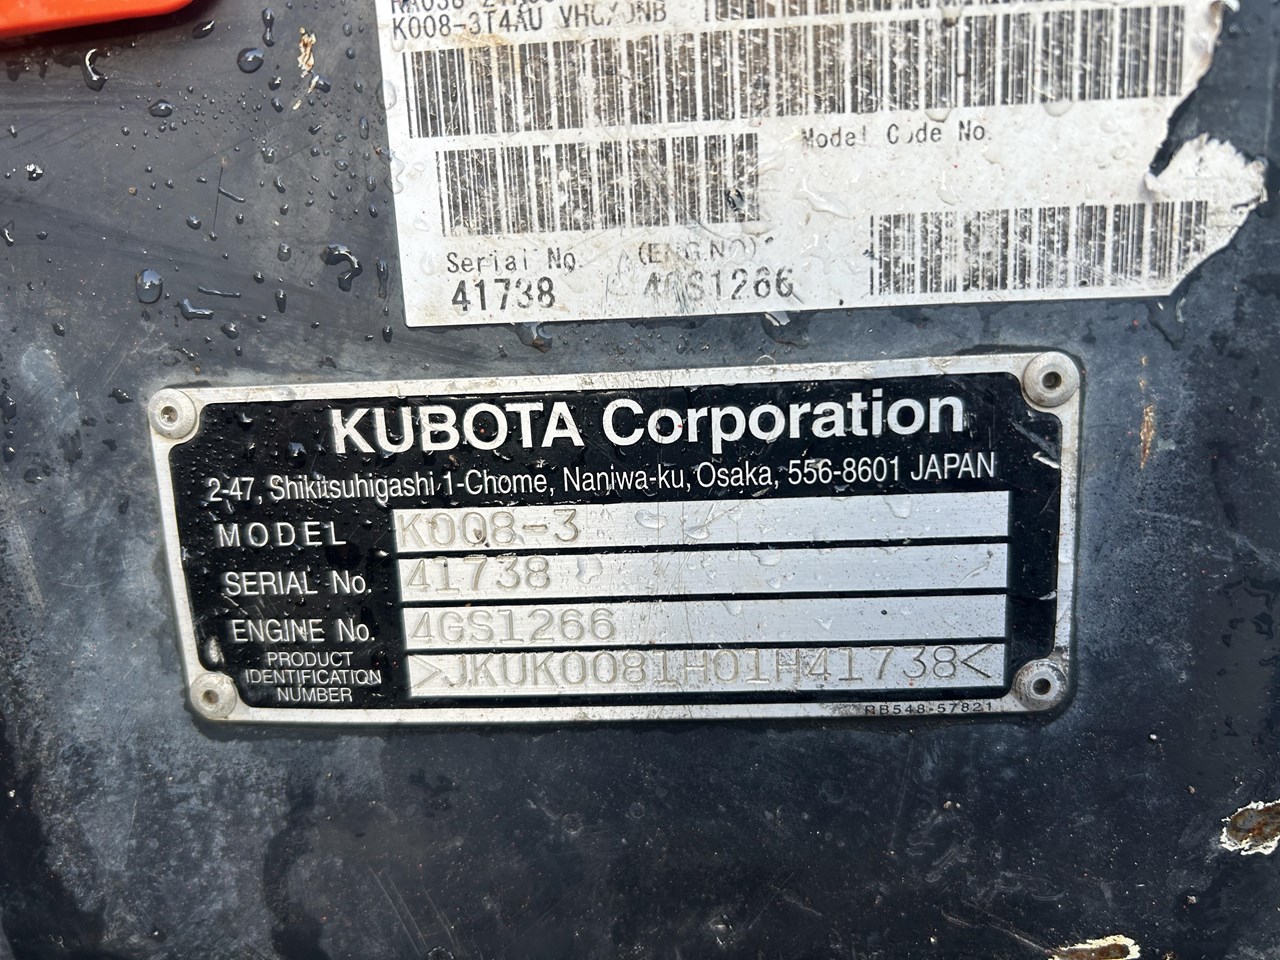 K008-3T4AU
Model Code No.
Serial No. (ENG.NO)
41738 4GS1266
KUBOTA Corporation
2-47, Shikitsuhigashi 1-Chome, Naniwa-ku, Osaka, 556-8601 JAPAN
MODEL K008-3
SERIAL No. 41738
ENGINE No. 4GS1266
PRODUCT IDENTIFICATION NUMBER >JKUK0081H01H41738<
RB548-57821